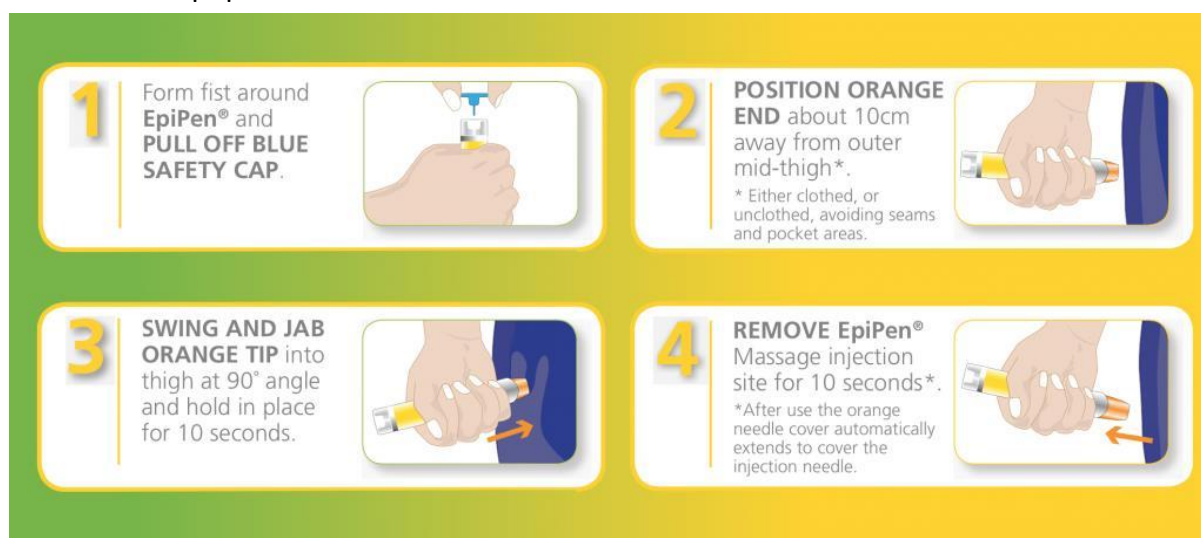 1
Form fist around
EpiPen® and
PULL OFF BLUE
SAFETY CAP.
2
POSITION ORANGE
END about 10cm
away from outer
mid-thigh*.
* Either clothed, or
unclothed, avoiding seams
and pocket areas.
3
SWING AND JAB
ORANGE TIP into
thigh at 90˚ angle
and hold in place
for 10 seconds.
4
REMOVE EpiPen®
Massage injection
site for 10 seconds*.
*After use the orange
needle cover automatically
extends to cover the
injection needle.